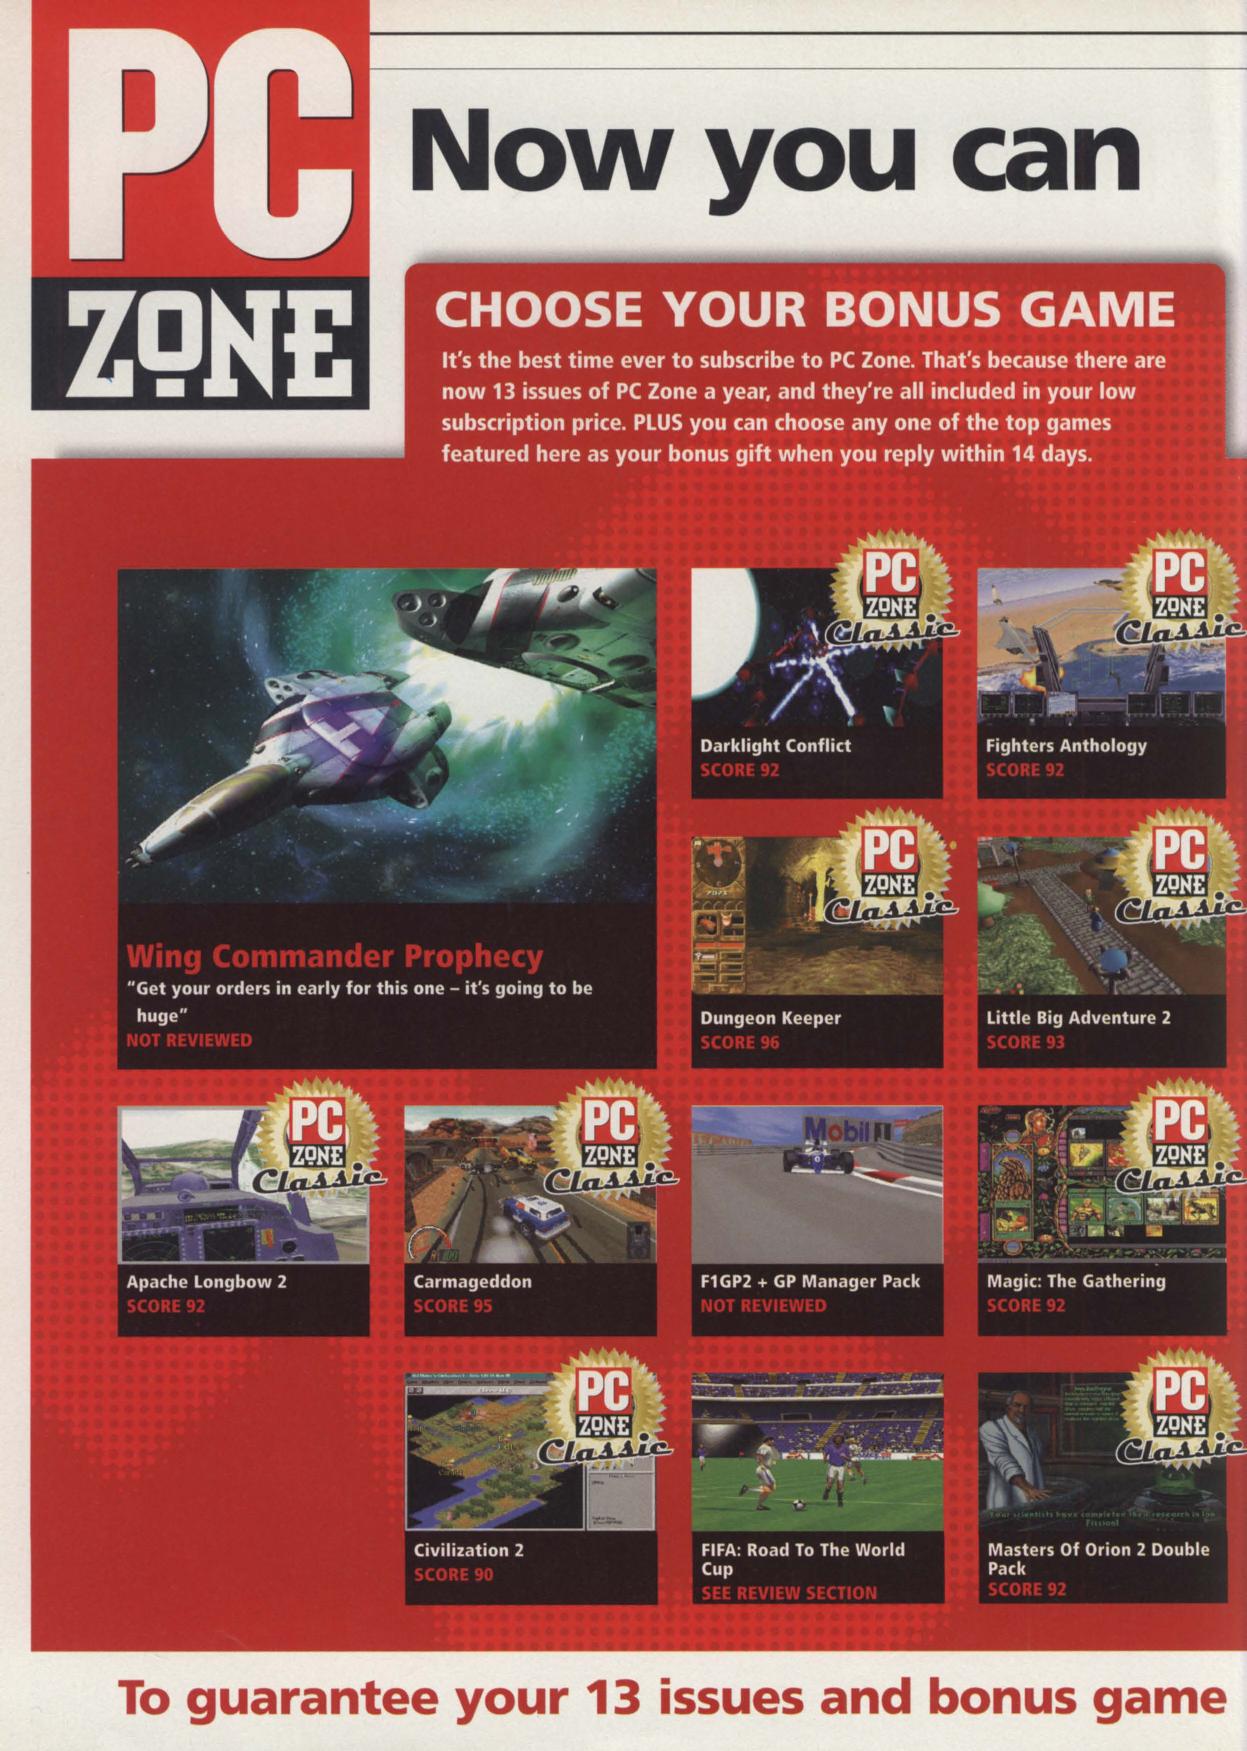 PC
ZONE
Now you can
CHOOSE YOUR BONUS GAME
It's the best time ever to subscribe to PC Zone. That's because there are
now 13 issues of PC Zone a year, and they're all included in your low
subscription price. PLUS you can choose any one of the top games
featured here as your bonus gift when you reply within 14 days.
PC
ZONE
Classic
Darklight Conflict
SCORE 92
PC
ZONE
Classic
Fighters Anthology
SCORE 92
Wing Commander Prophecy
"Get your orders in early for this one – it's going to be
huge"
NOT REVIEWED
PC
ZONE
Classic
Dungeon Keeper
SCORE 96
PC
ZONE
Classic
Little Big Adventure 2
SCORE 93
PC
ZONE
Classic
Apache Longbow 2
SCORE 92
PC
ZONE
Classic
Carmageddon
SCORE 95
Mobil 1
F1GP2 + GP Manager Pack
NOT REVIEWED
PC
ZONE
Classic
Magic: The Gathering
SCORE 92
PC
ZONE
Classic
Civilization 2
SCORE 90
FIFA: Road To The World
Cup
SEE REVIEW SECTION
PC
ZONE
Classic
Your scientists have completed their research in
Fission!
Masters Of Orion 2 Double
Pack
SCORE 92
To guarantee your 13 issues and bonus game